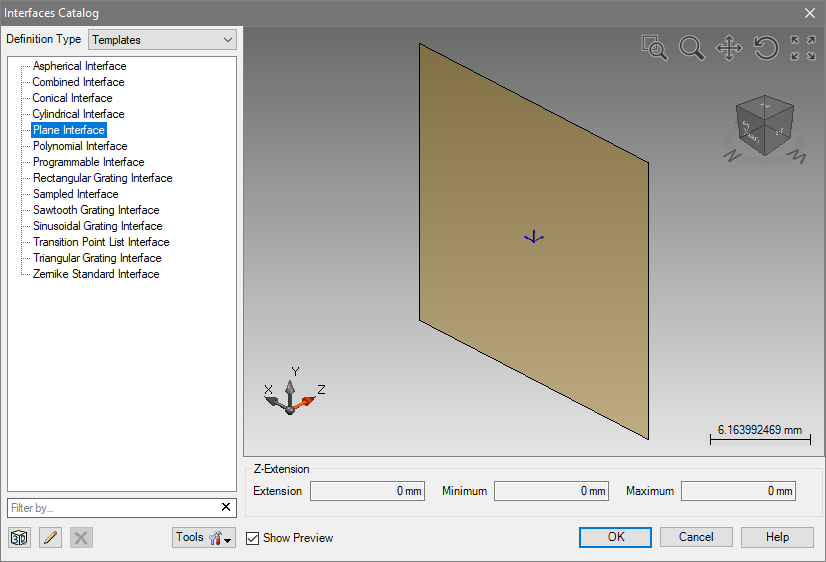 Interfaces Catalog
Definition Type Templates
Aspherical Interface
Combined Interface
Conical Interface
Cylindrical Interface
Plane Interface
Polynomial Interface
Programmable Interface
Rectangular Grating Interface
Sampled Interface
Sawtooth Grating Interface
Sinusoidal Grating Interface
Transition Point List Interface
Triangular Grating Interface
Zernike Standard Interface
Filter by...
3D
Tools
Y
X Z
6.163992469 mm
Z-Extension
Extension 0 mm Minimum 0 mm Maximum 0 mm
Show Preview
OK Cancel Help